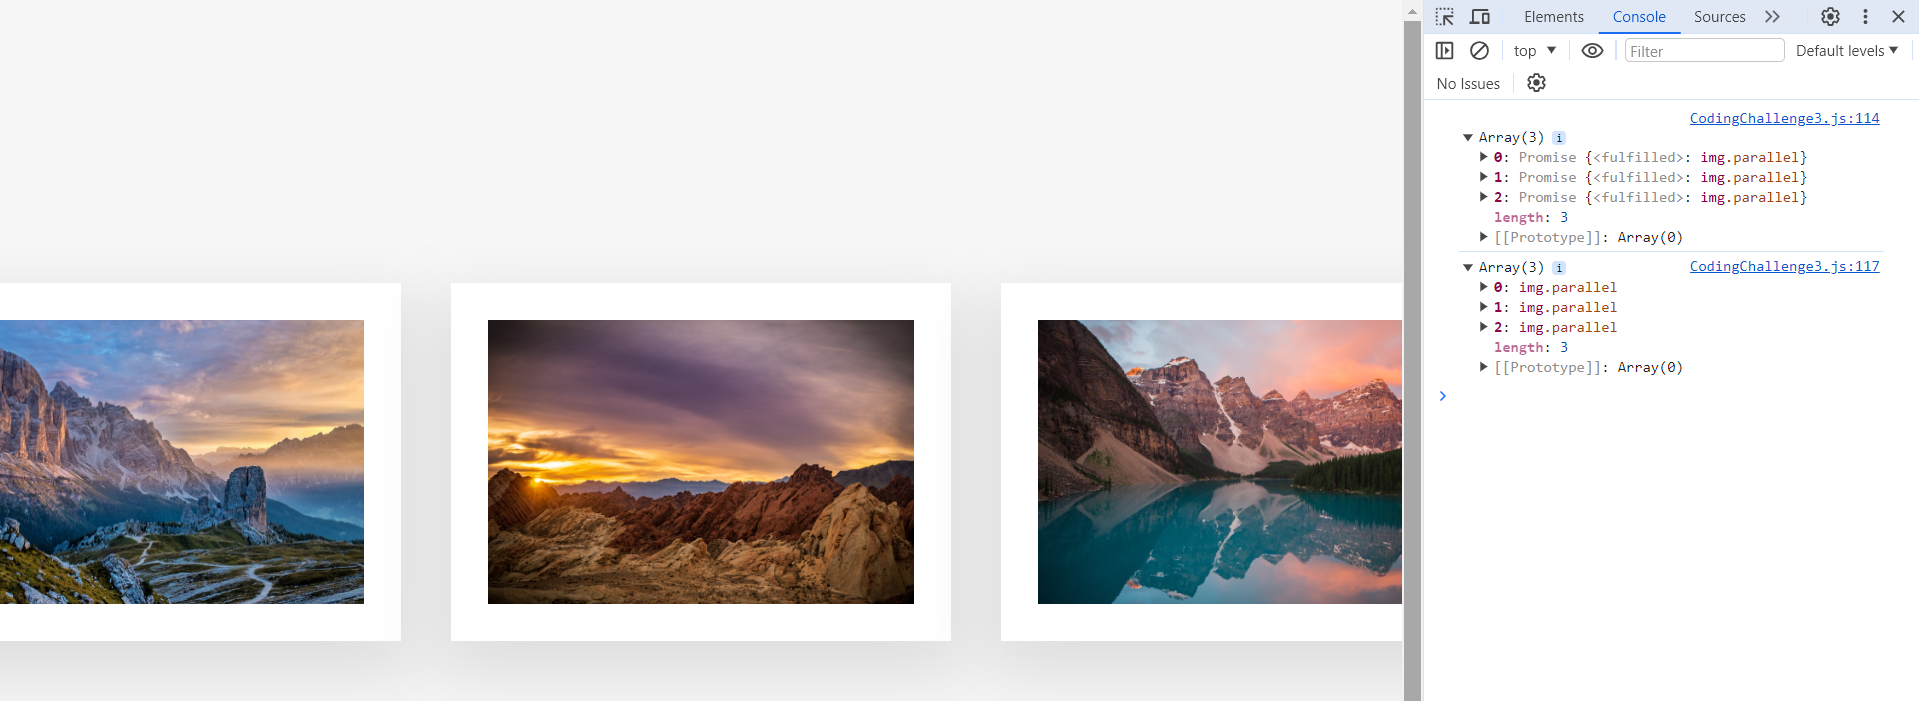 Elements Console Sources
top Filter Default levels
No Issues
CodingChallenge3.js:114
Array(3) i
0: Promise {<fulfilled>: img.parallel}
1: Promise {<fulfilled>: img.parallel}
2: Promise {<fulfilled>: img.parallel}
length: 3
[[Prototype]]: Array(0)
Array(3) i CodingChallenge3.js:117
0: img.parallel
1: img.parallel
2: img.parallel
length: 3
[[Prototype]]: Array(0)